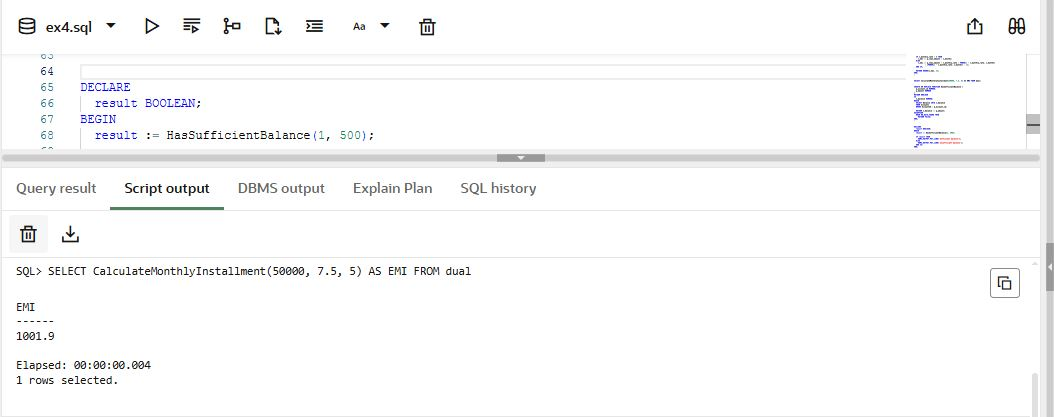 ex4.sql
Aa
63
64
65 DECLARE
66 result BOOLEAN;
67 BEGIN
68 result := HasSufficientBalance(1, 500);
Query result Script output DBMS output Explain Plan SQL history
SQL> SELECT CalculateMonthlyInstallment(50000, 7.5, 5) AS EMI FROM dual
EMI
------
1001.9
Elapsed: 00:00:00.004
1 rows selected.